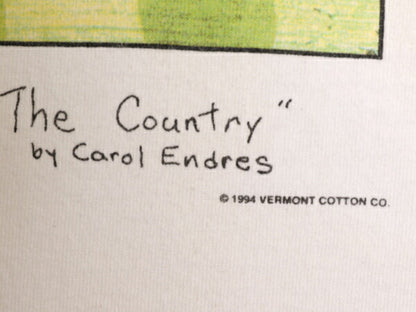 The Country"
by Carol Endres
© 1994 VERMONT COTTON CO.